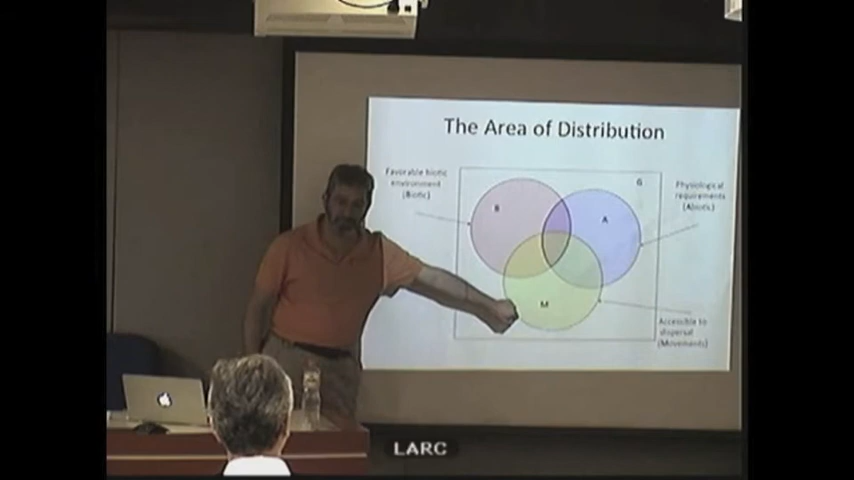 The Area of Distribution
Favorable biotic
environment
(Biotic)
G
Physiological
requirements
(Abiotic)
B
A
M
Accessible to
dispersal
(Movements)
LARC